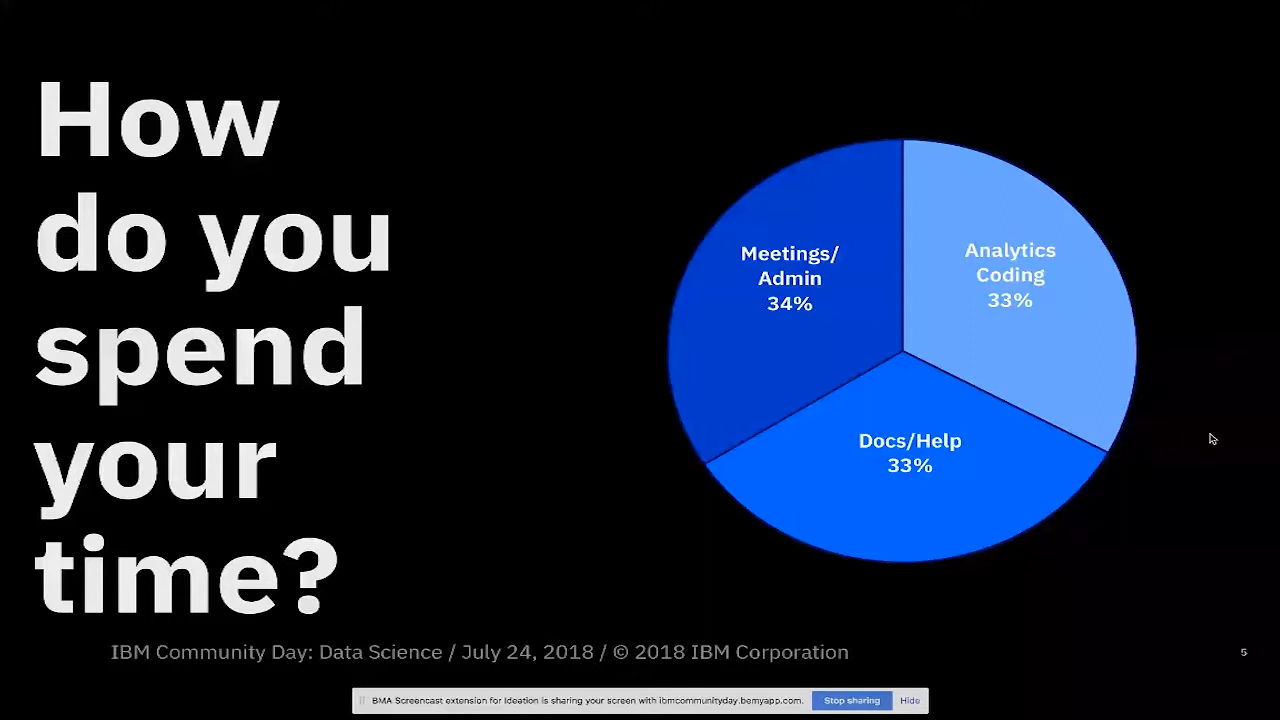 How
do you
spend
your
time?
Meetings/
Admin
34%
Analytics
Coding
33%
Docs/Help
33%
IBM Community Day: Data Science / July 24, 2018 / © 2018 IBM Corporation
5
BMA Screencast extension for Ideation is sharing your screen with ibmcommunityday.bemyapp.com.
Stop sharing
Hide